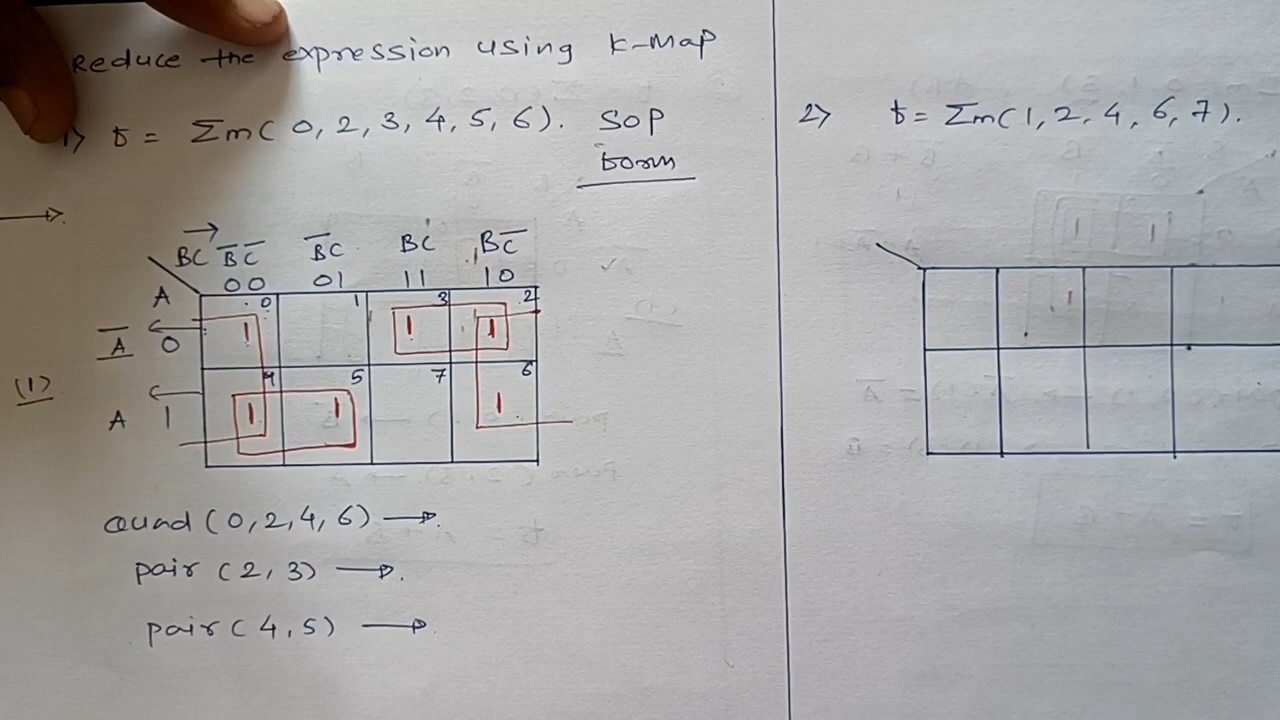 Reduce the expression using K-Map
1) f = Σm( 0, 2, 3, 4, 5, 6). SOP
form
BC B̅C̅ B̅C BC BC̅
A 00 01 11 10
0 1 3 2
A̅ 0 1 1 1
4 5 7 6
(1)
A 1 1 1 1
Quad (0, 2, 4, 6) →
pair (2, 3) →
pair (4, 5) →
2) f = Σm(1, 2, 4, 6, 7).